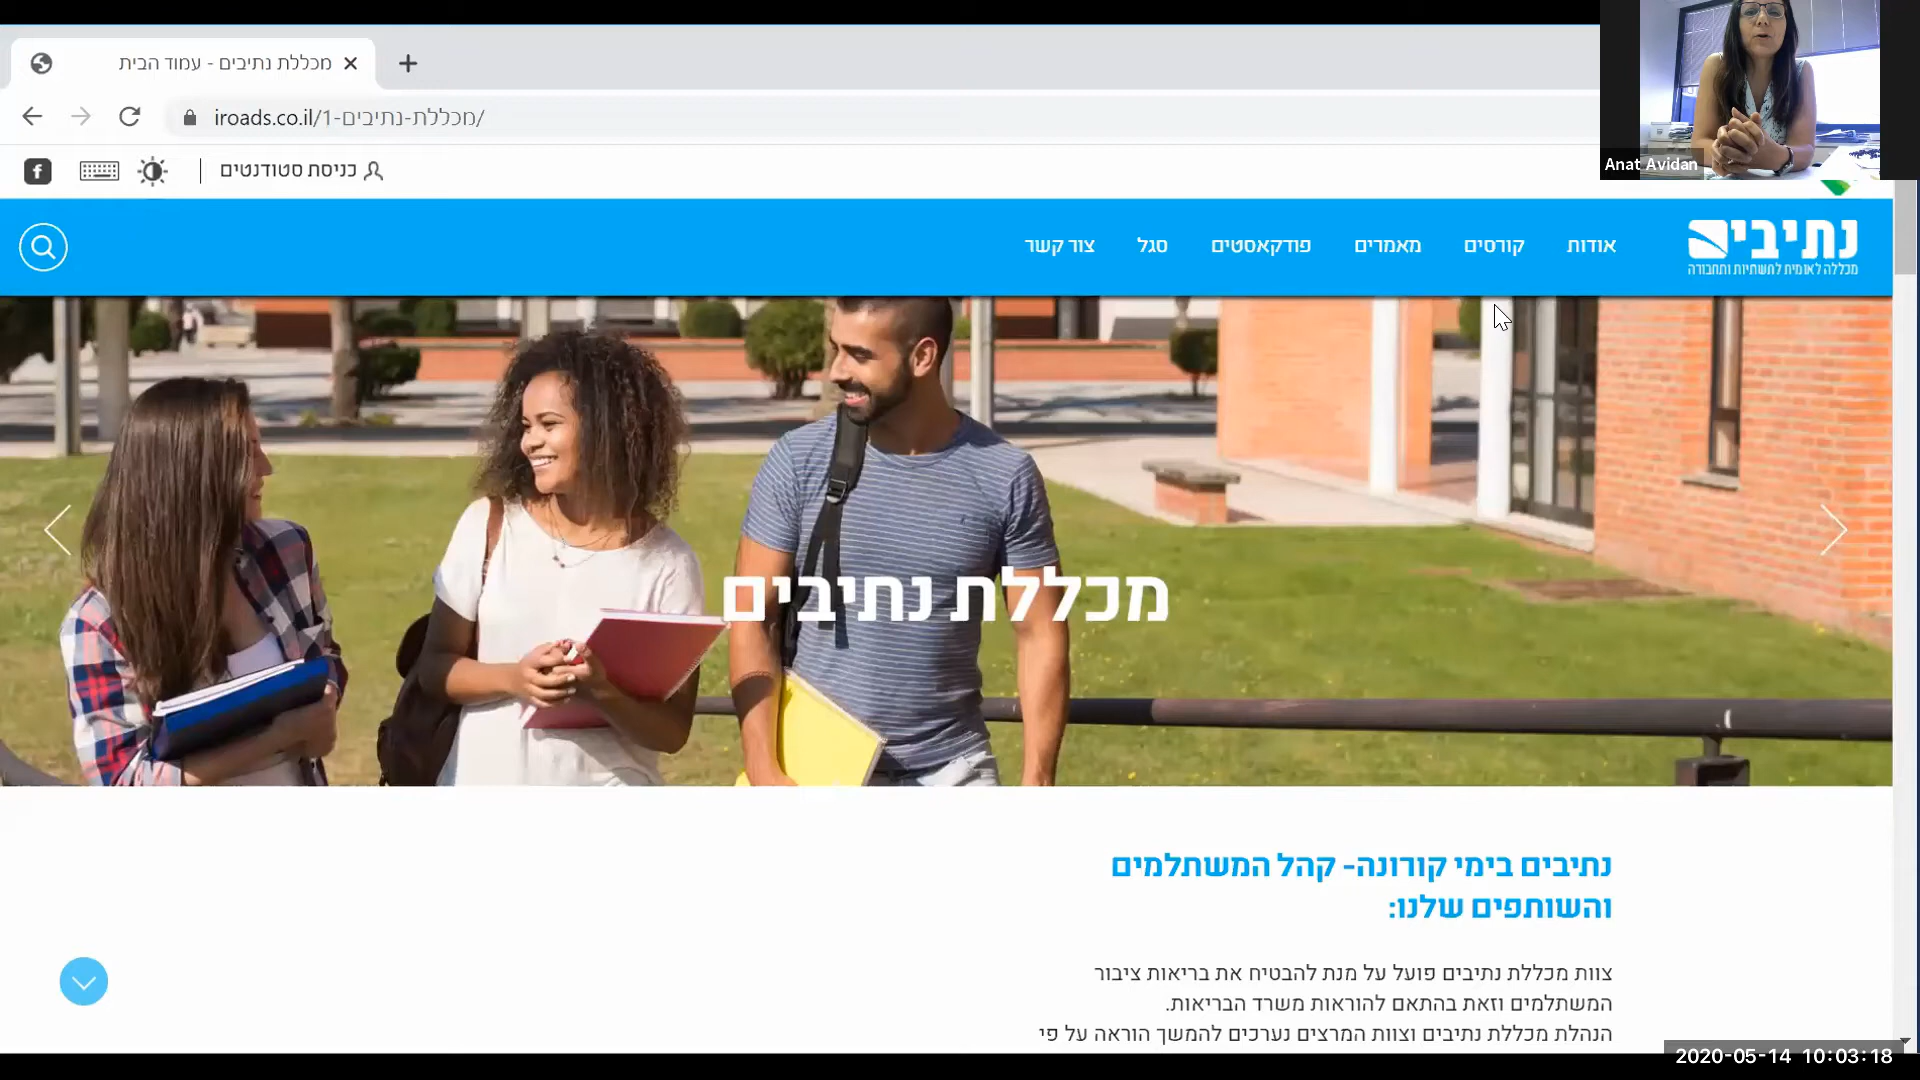 מכללת נתיבים - עמוד הבית
iroads.co.il/מכללת-נתיבים-1/
כניסת סטודנטים
Anat Avidan
נתיבים
מכללה לאומית לתשתיות ותחבורה
אודות קורסים מאמרים פודקאסטים סגל צור קשר
מכללת נתיבים
נתיבים בימי קורונה- קהל המשתלמים
והשותפים שלנו:
צוות מכללת נתיבים פועל על מנת להבטיח את בריאות ציבור
המשתלמים וזאת בהתאם להוראות משרד הבריאות.
הנהלת מכללת נתיבים וצוות המרצים נערכים להמשך הוראה על פי
2020-05-14 10:03:18